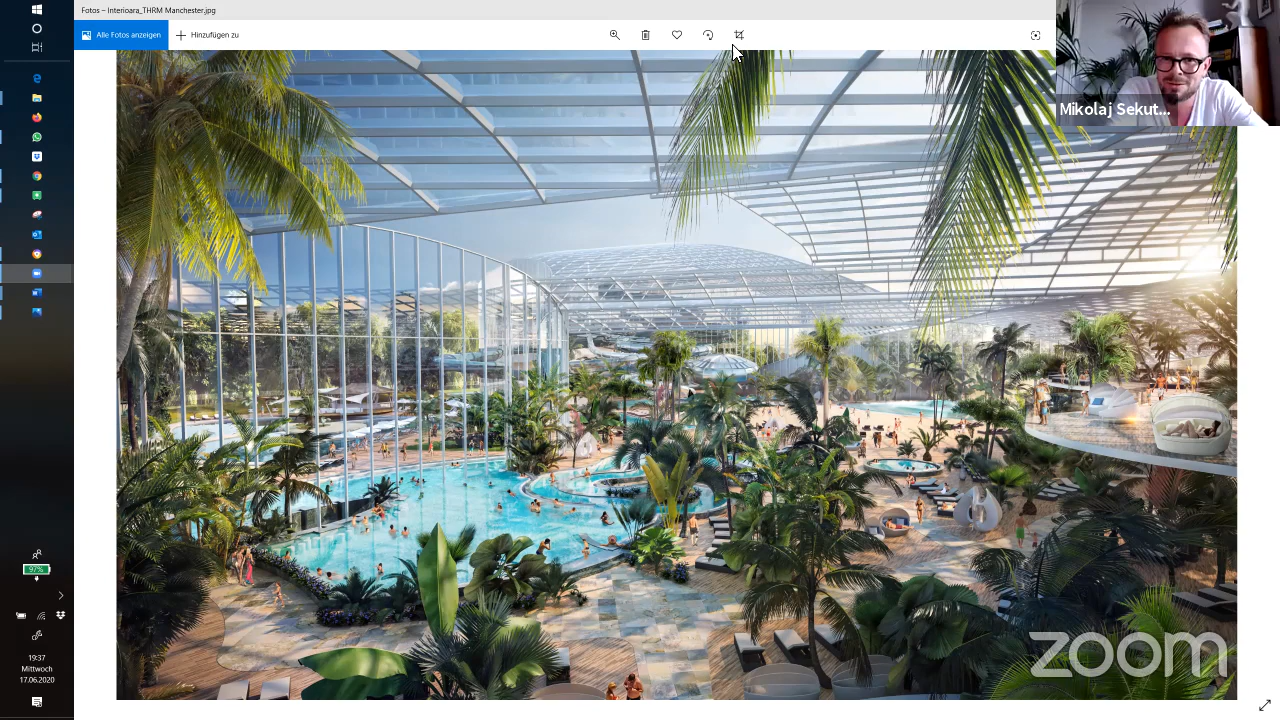 Fotos – interioara_THRM Manchester.jpg
Alle Fotos anzeigen
Hinzufügen zu
Mikolaj Sekut...
97%
19:37
Mittwoch
17.06.2020
zoom